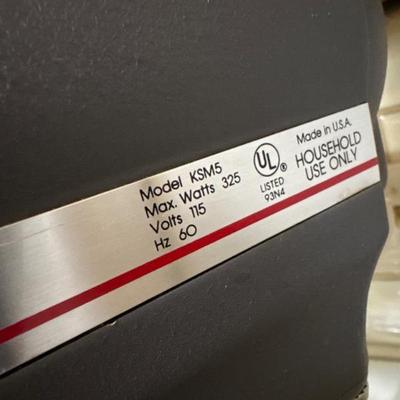 Model KSM5
Max. Watts 325
Volts 115
Hz 60
UL
®
LISTED
93N4
Made in U.S.A.
HOUSEHOLD
USE ONLY